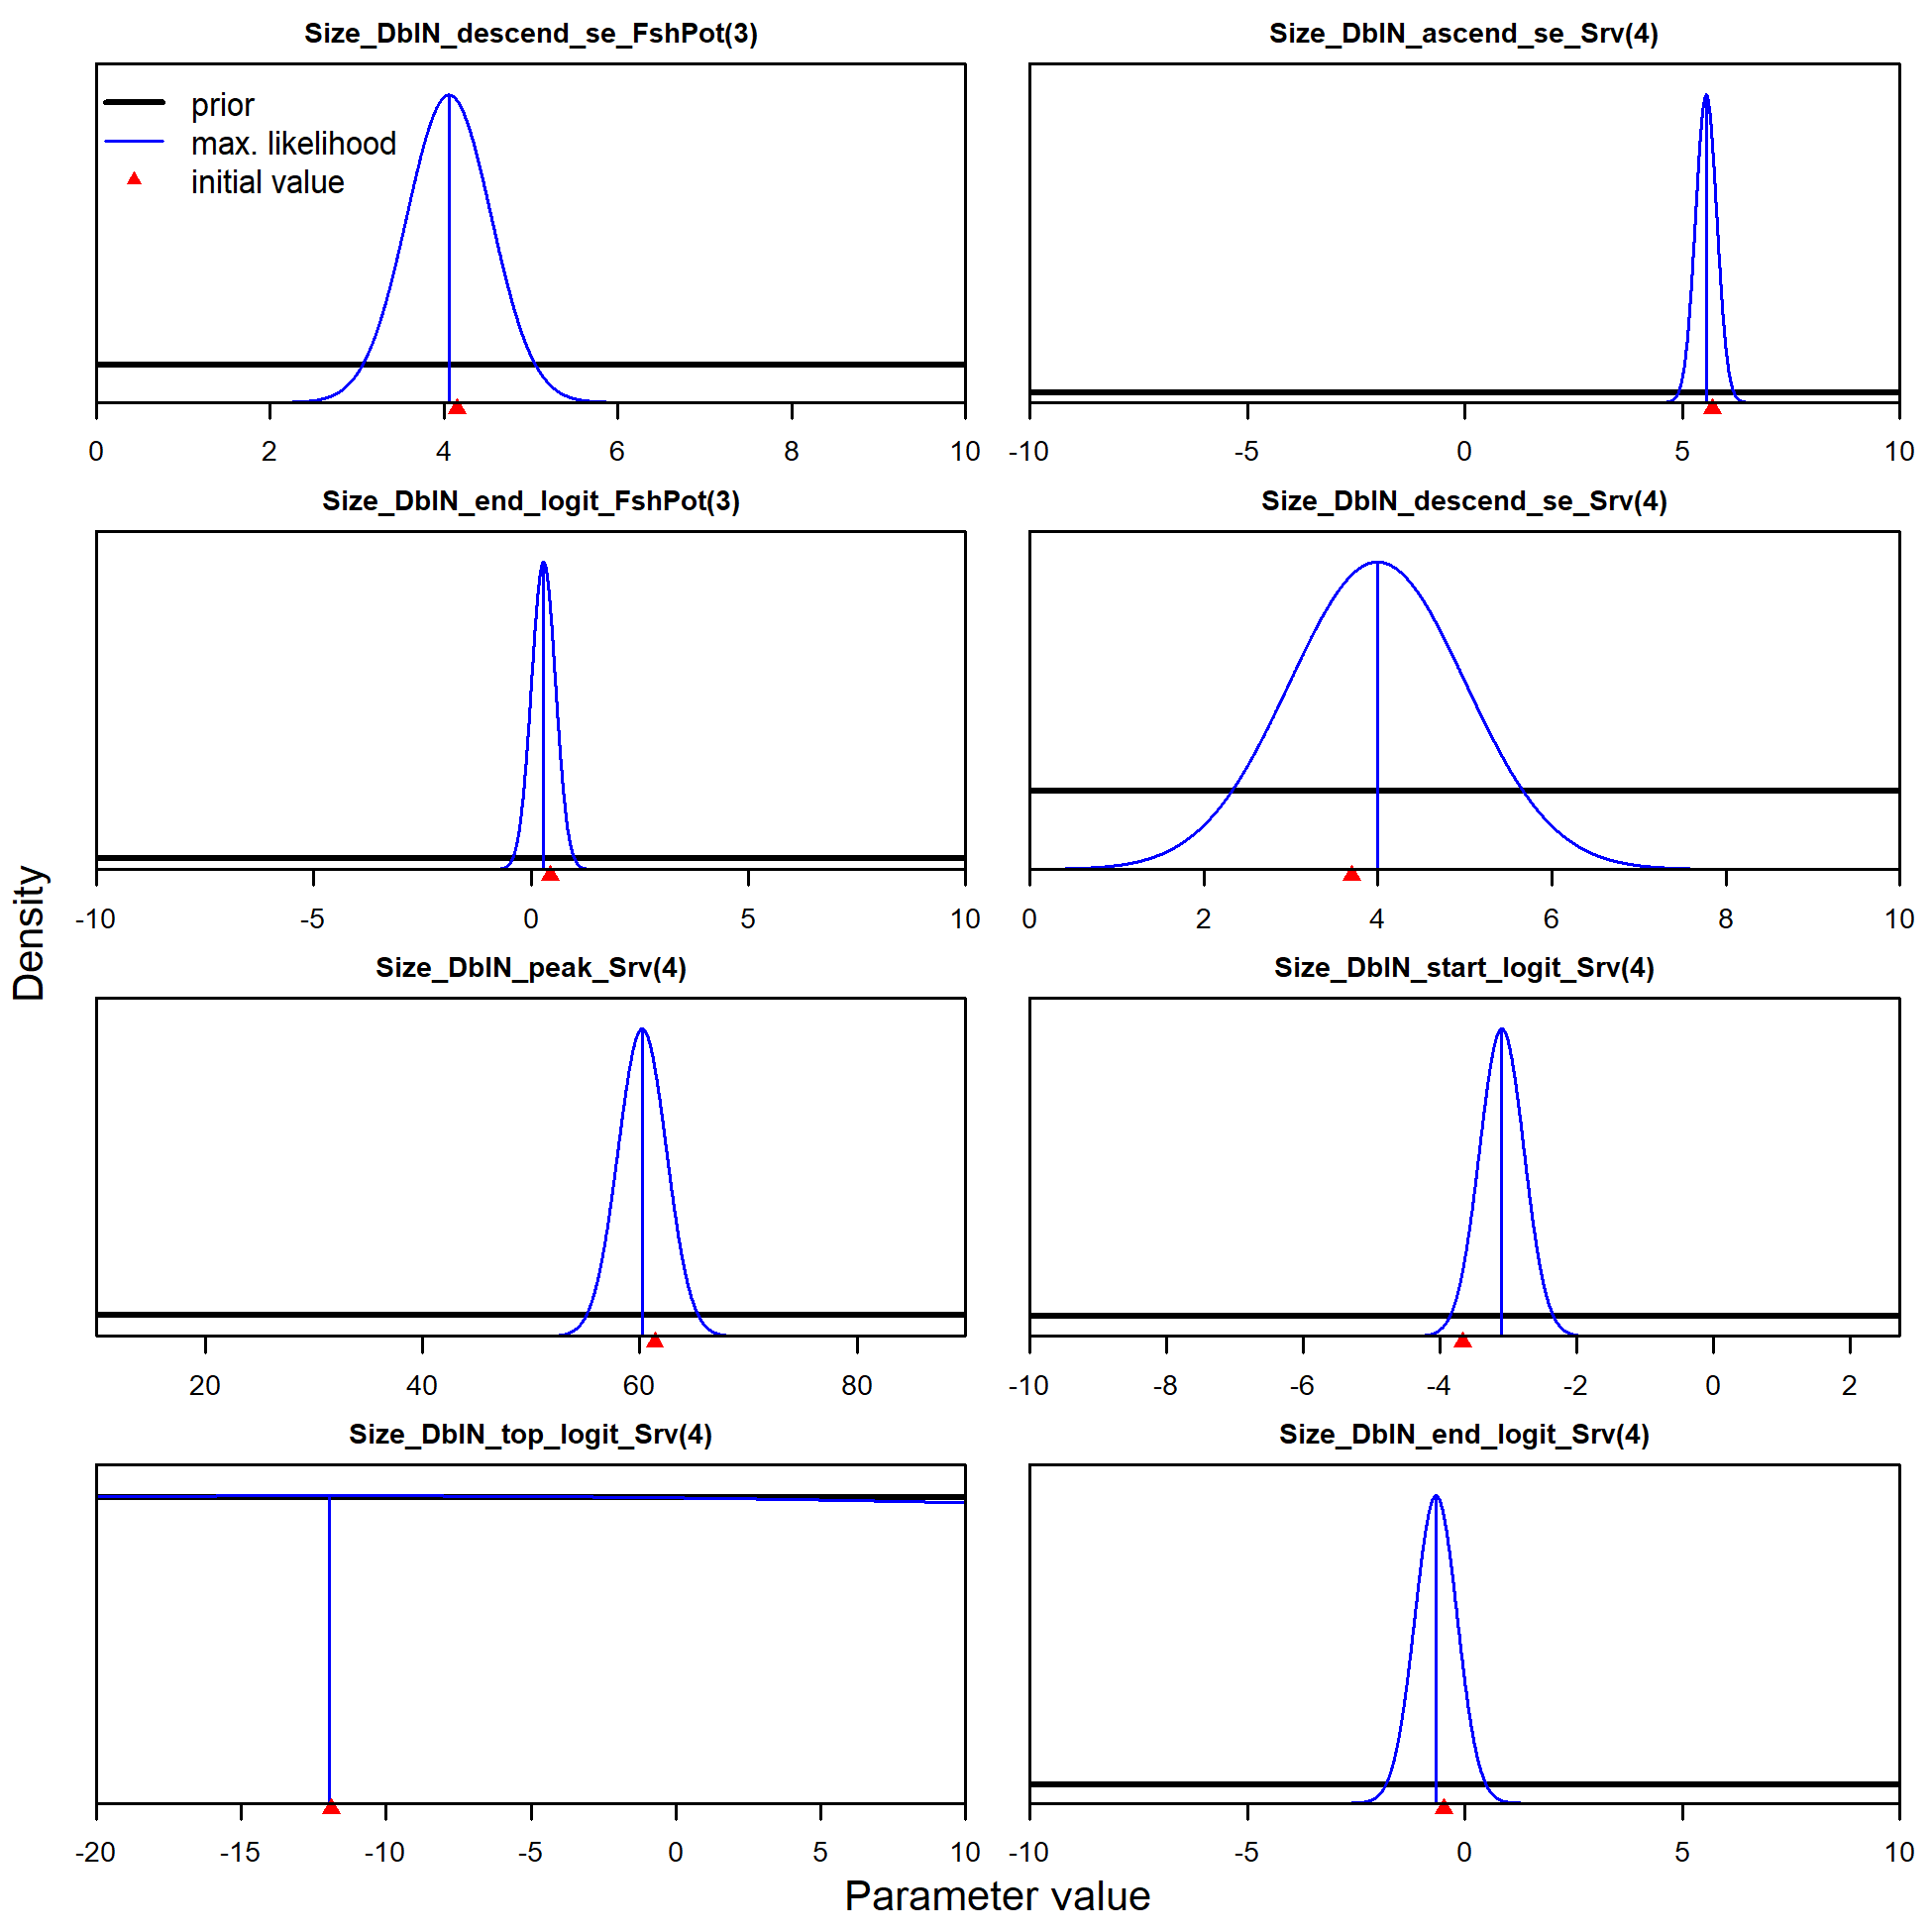 Size_DblN_descend_se_FshPot(3)
prior
max. likelihood
initial value
0 2 4 6 8 10
Size_DblN_ascend_se_Srv(4)
-10 -5 0 5 10
Size_DblN_end_logit_FshPot(3)
-10 -5 0 5 10
Size_DblN_descend_se_Srv(4)
0 2 4 6 8 10
Size_DblN_peak_Srv(4)
20 40 60 80
Size_DblN_start_logit_Srv(4)
-10 -8 -6 -4 -2 0 2
Size_DblN_top_logit_Srv(4)
-20 -15 -10 -5 0 5 10
Size_DblN_end_logit_Srv(4)
-10 -5 0 5 10
Density
Parameter value